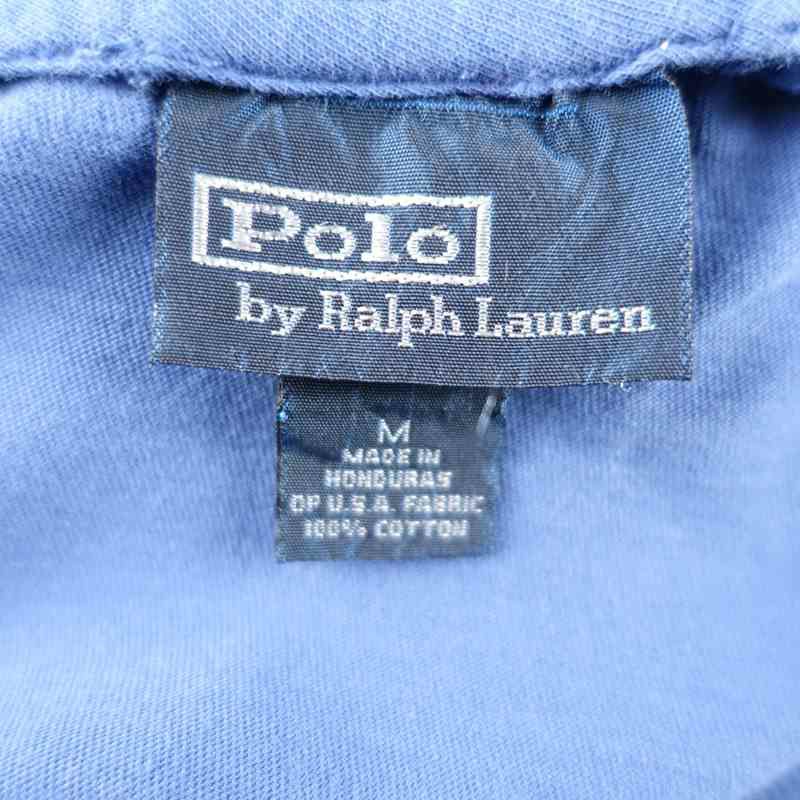 Polo
by Ralph Lauren
M
MADE IN
HONDURAS
OF U.S.A. FABRIC
100% COTTON